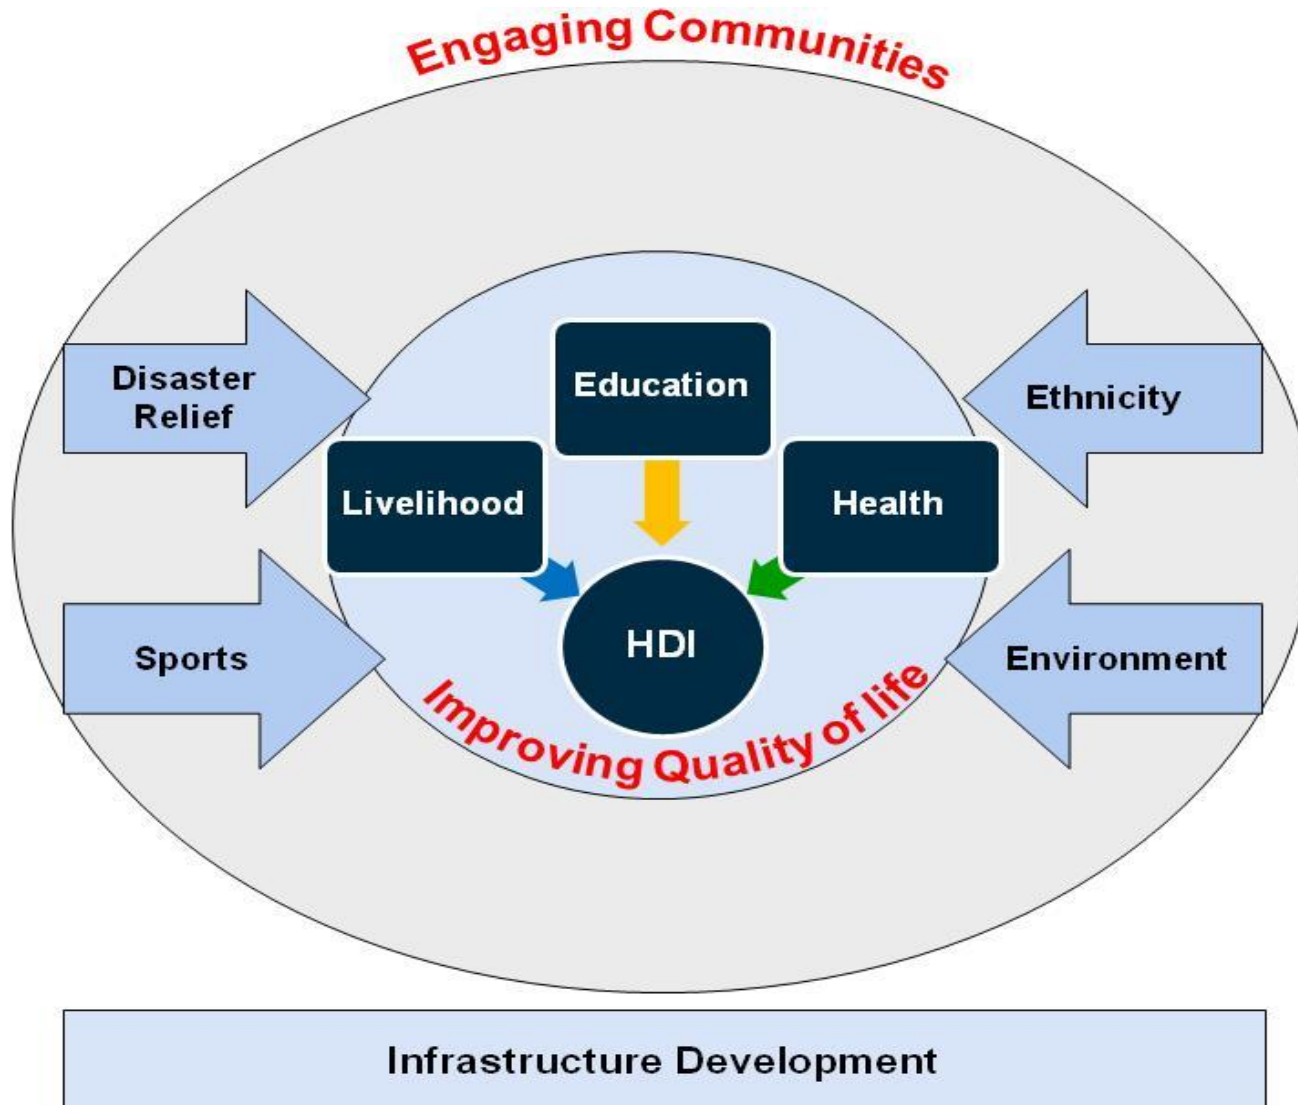 Engaging Communities
Disaster
Relief
Education
Ethnicity
Livelihood
Health
HDI
Sports
Environment
Improving Quality of life
Infrastructure Development